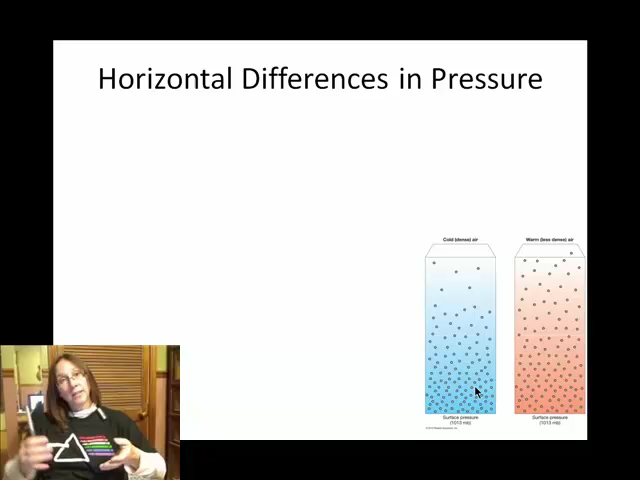 Horizontal Differences in Pressure
Cold (dense) air
Warm (less dense) air
Surface pressure
(1013 mb)
Surface pressure
(1013 mb)